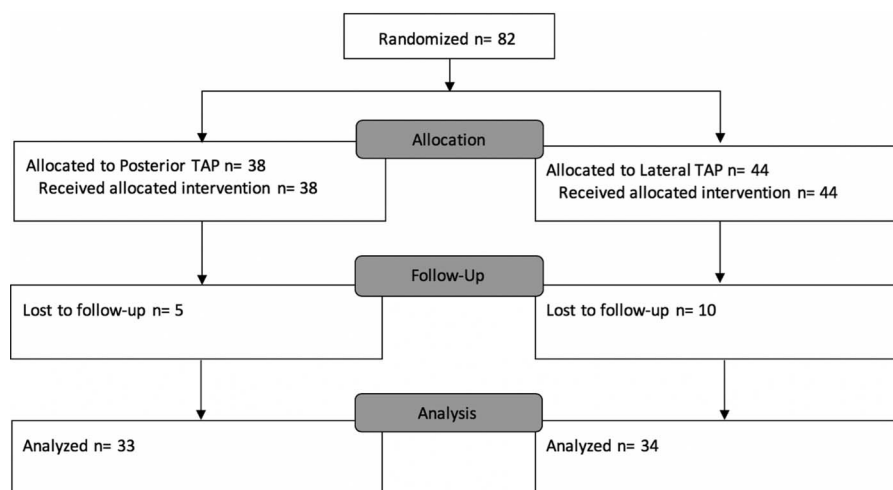 Randomized n= 82
Allocation
Allocated to Posterior TAP n= 38
Received allocated intervention n= 38
Allocated to Lateral TAP n= 44
Received allocated intervention n= 44
Follow-Up
Lost to follow-up n= 5
Lost to follow-up n= 10
Analysis
Analyzed n= 33
Analyzed n= 34